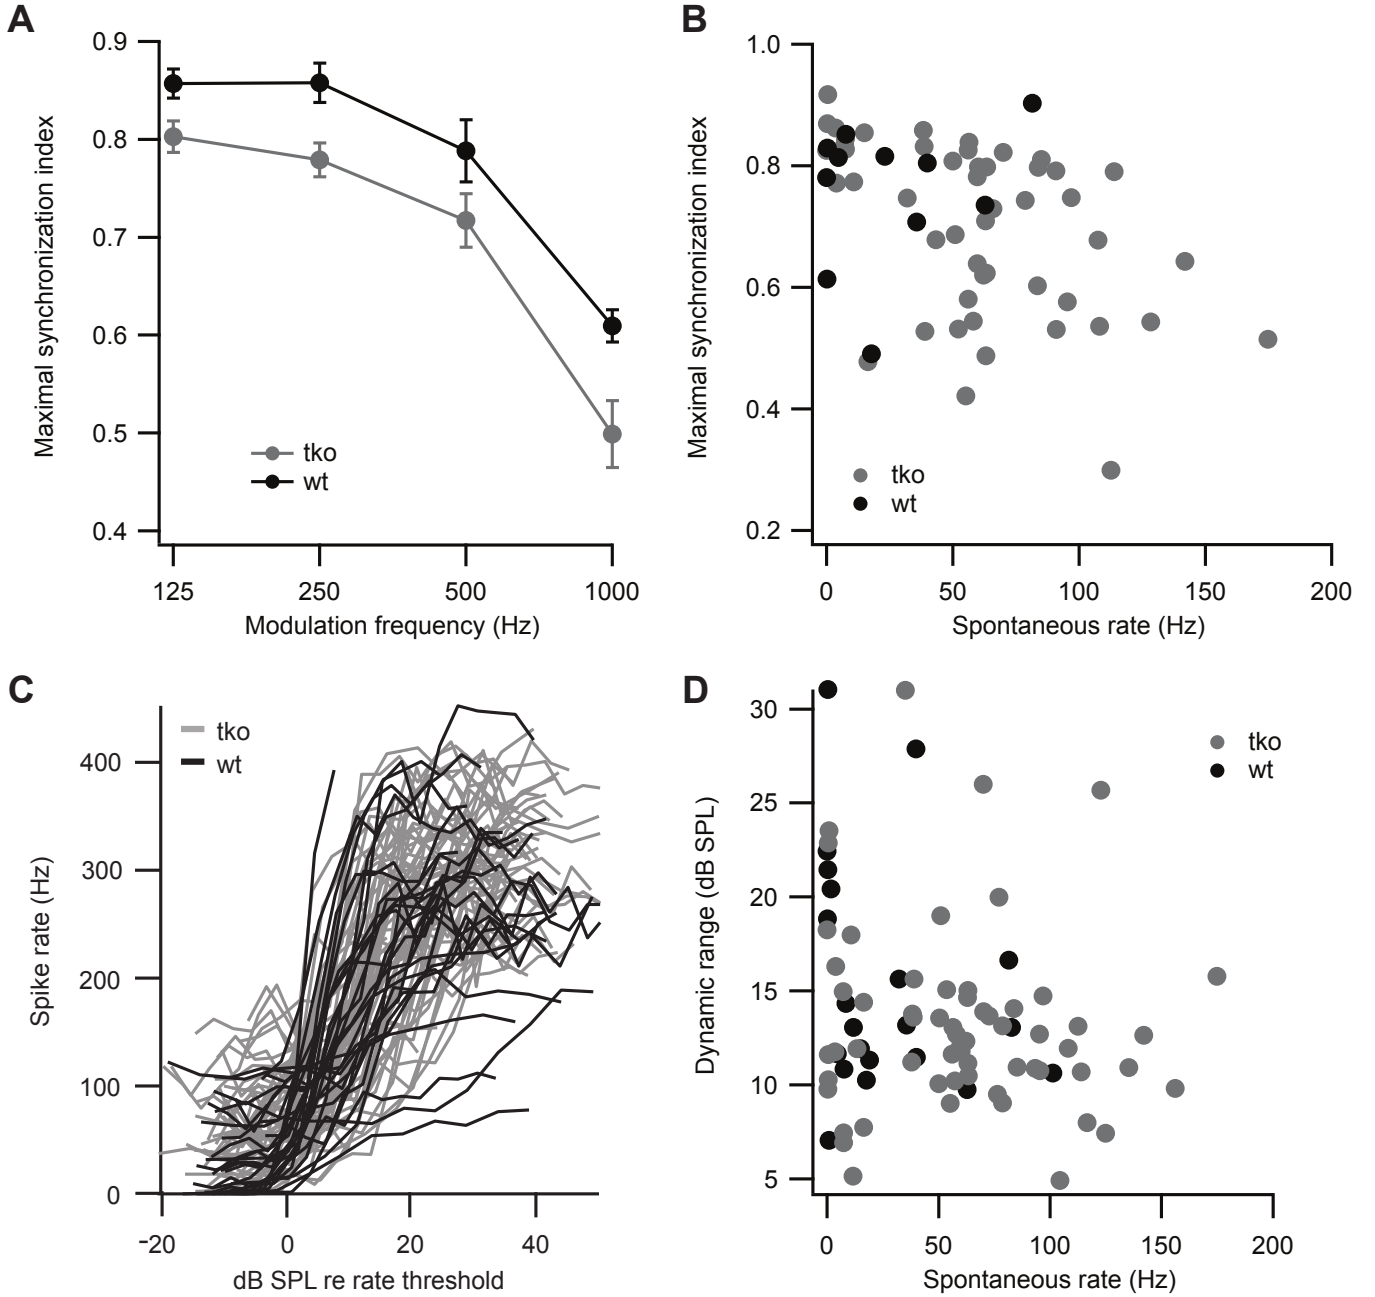 A
Maximal synchronization index
0.9
0.8
0.7
0.6
0.5
0.4
tko
wt
125 250 500 1000
Modulation frequency (Hz)
B
Maximal synchronization index
1.0
0.8
0.6
0.4
0.2
tko
wt
0 50 100 150 200
Spontaneous rate (Hz)
C
Spike rate (Hz)
tko
wt
400
300
200
100
0
−20 0 20 40
dB SPL re rate threshold
D
Dynamic range (dB SPL)
30
25
20
15
10
5
tko
wt
0 50 100 150 200
Spontaneous rate (Hz)